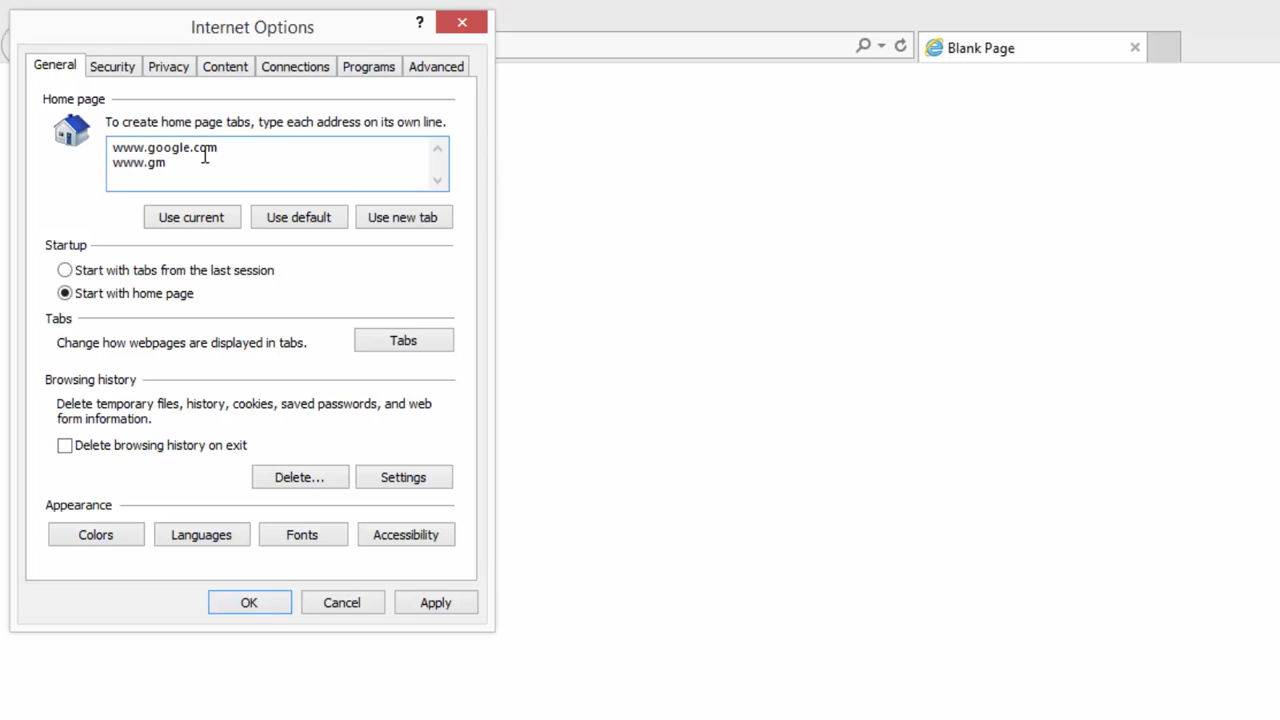 Internet Options
?
Blank Page
General Security Privacy Content Connections Programs Advanced
Home page
To create home page tabs, type each address on its own line.
www.google.com
www.gm
Use current Use default Use new tab
Startup
Start with tabs from the last session
Start with home page
Tabs
Change how webpages are displayed in tabs. Tabs
Browsing history
Delete temporary files, history, cookies, saved passwords, and web
form information.
Delete browsing history on exit
Delete... Settings
Appearance
Colors Languages Fonts Accessibility
OK Cancel Apply